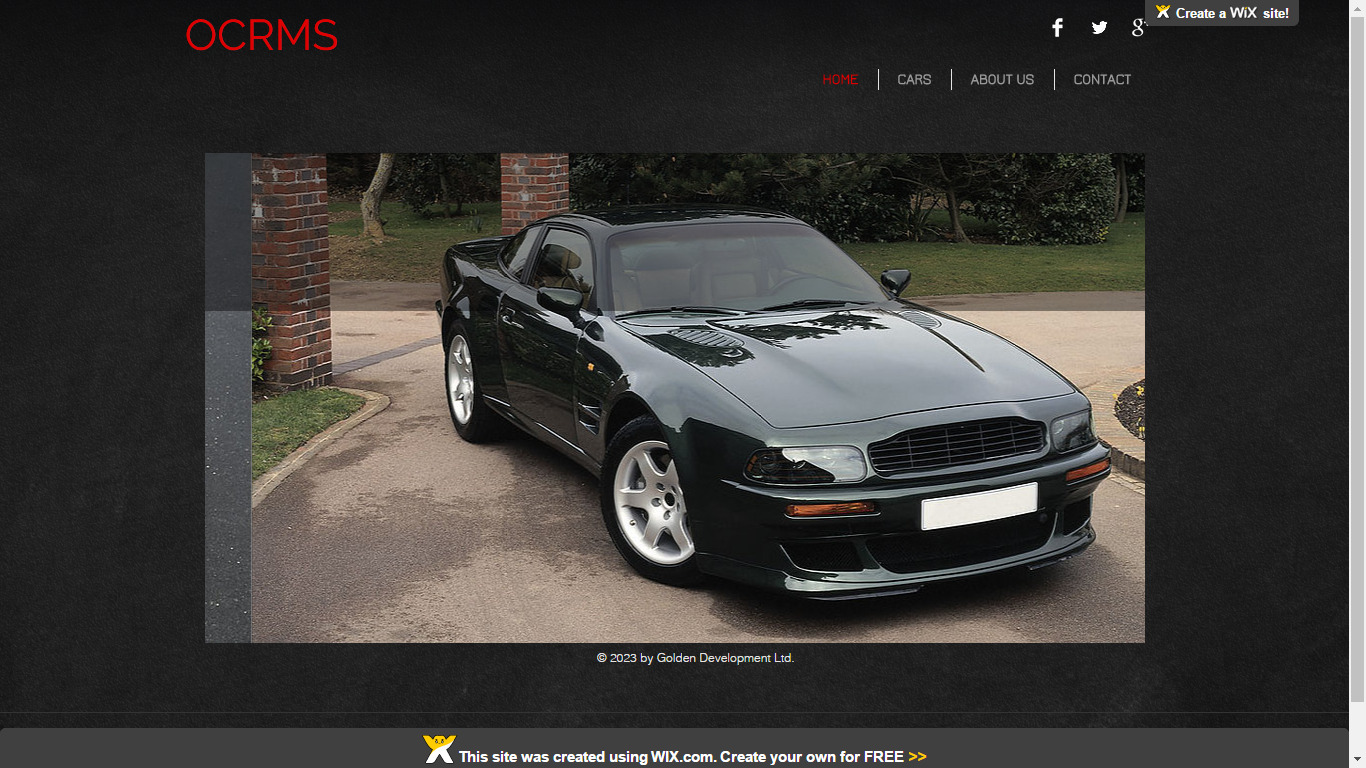 OCRMS
Create a WiX site!
HOME
CARS
ABOUT US
CONTACT
© 2023 by Golden Development Ltd.
This site was created using WIX.com. Create your own for FREE >>